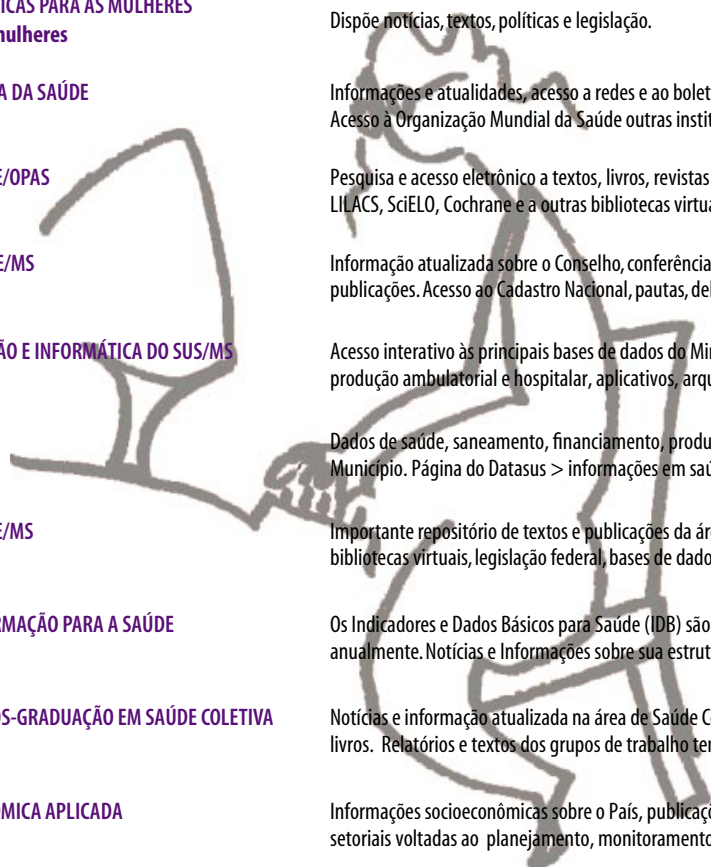 ICAS PARA AS MULHERES
mulheres
Dispõe notícias, textos, políticas e legislação.
A DA SAÚDE
Informações e atualidades, acesso a redes e ao bolet
Acesso à Organização Mundial da Saúde outras instit
E/OPAS
Pesquisa e acesso eletrônico a textos, livros, revistas
LILACS, SciELO, Cochrane e a outras bibliotecas virtua
E/MS
Informação atualizada sobre o Conselho, conferência
publicações. Acesso ao Cadastro Nacional, pautas, del
ÃO E INFORMÁTICA DO SUS/MS
Acesso interativo às principais bases de dados do Min
produção ambulatorial e hospitalar, aplicativos, arqu
Dados de saúde, saneamento, financiamento, produ
Município. Página do Datasus > informações em saú
E/MS
Importante repositório de textos e publicações da áre
bibliotecas virtuais, legislação federal, bases de dado
RMAÇÃO PARA A SAÚDE
Os Indicadores e Dados Básicos para Saúde (IDB) são
anualmente. Notícias e Informações sobre sua estrut
ÓS-GRADUAÇÃO EM SAÚDE COLETIVA
Notícias e informação atualizada na área de Saúde Co
livros. Relatórios e textos dos grupos de trabalho tem
ÔMICA APLICADA
Informações socioeconômicas sobre o País, publicaçõ
setoriais voltadas ao planejamento, monitoramento